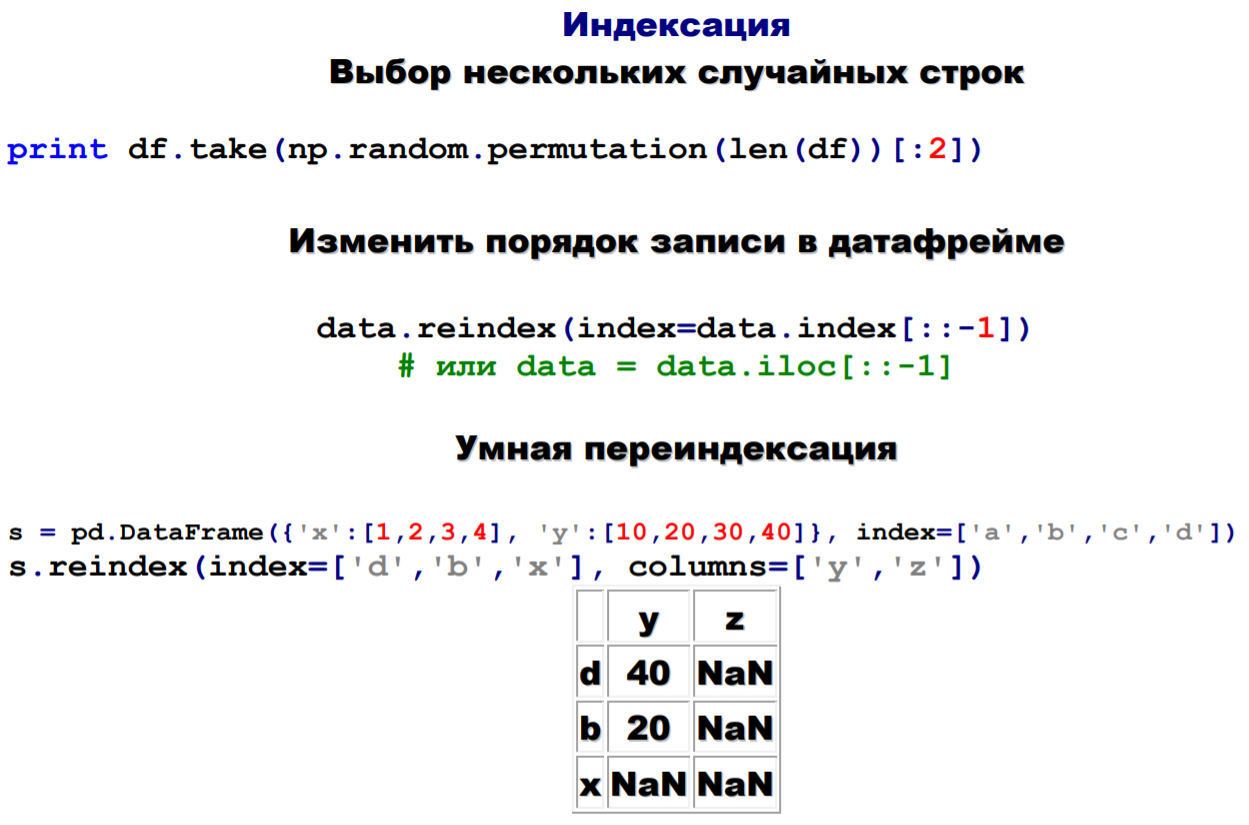 Индексация
Выбор нескольких случайных строк
print df.take(np.random.permutation(len(df))[:2])
Изменить порядок записи в датафрейме
data.reindex(index=data.index[::-1])
# или data = data.iloc[::-1]
Умная переиндексация
s = pd.DataFrame({'x':[1,2,3,4], 'y':[10,20,30,40]}, index=['a','b','c','d'])
s.reindex(index=['d','b','x'], columns=['y','z'])
y z
d 40 NaN
b 20 NaN
x NaN NaN